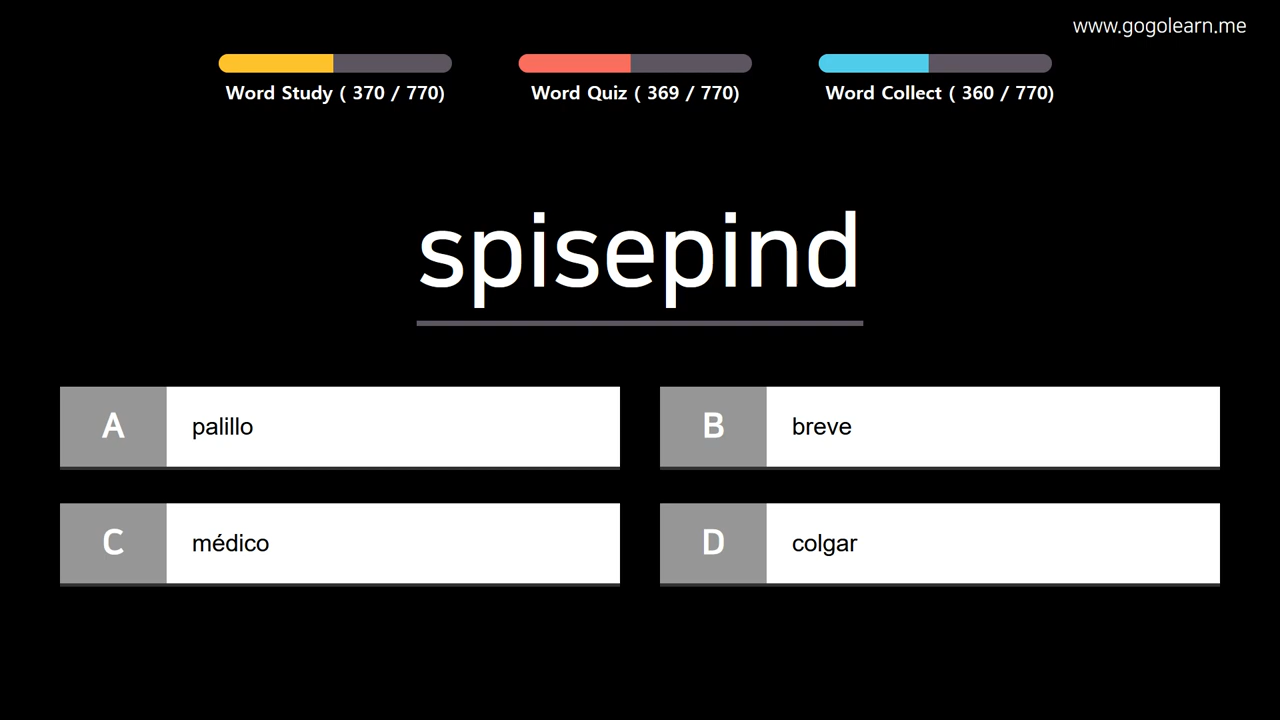 www.gogolearn.me
Word Study ( 370 / 770)
Word Quiz ( 369 / 770)
Word Collect ( 360 / 770)
spisepind
A palillo
B breve
C médico
D colgar